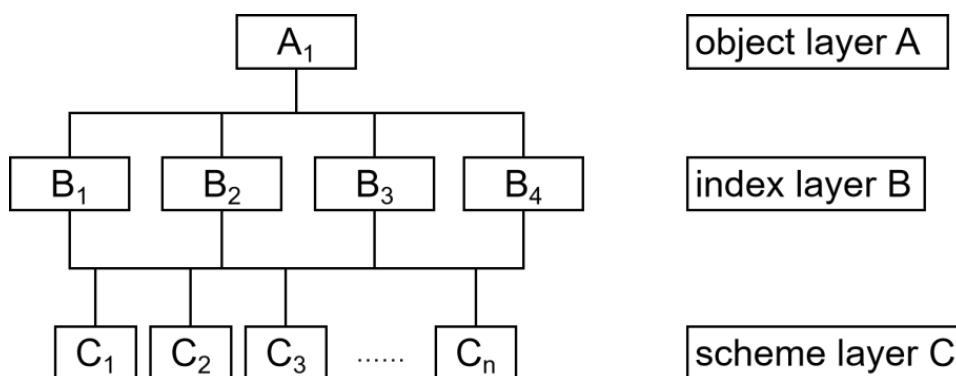 A₁ object layer A
B₁ B₂ B₃ B₄ index layer B
C₁ C₂ C₃ ...... Cₙ scheme layer C